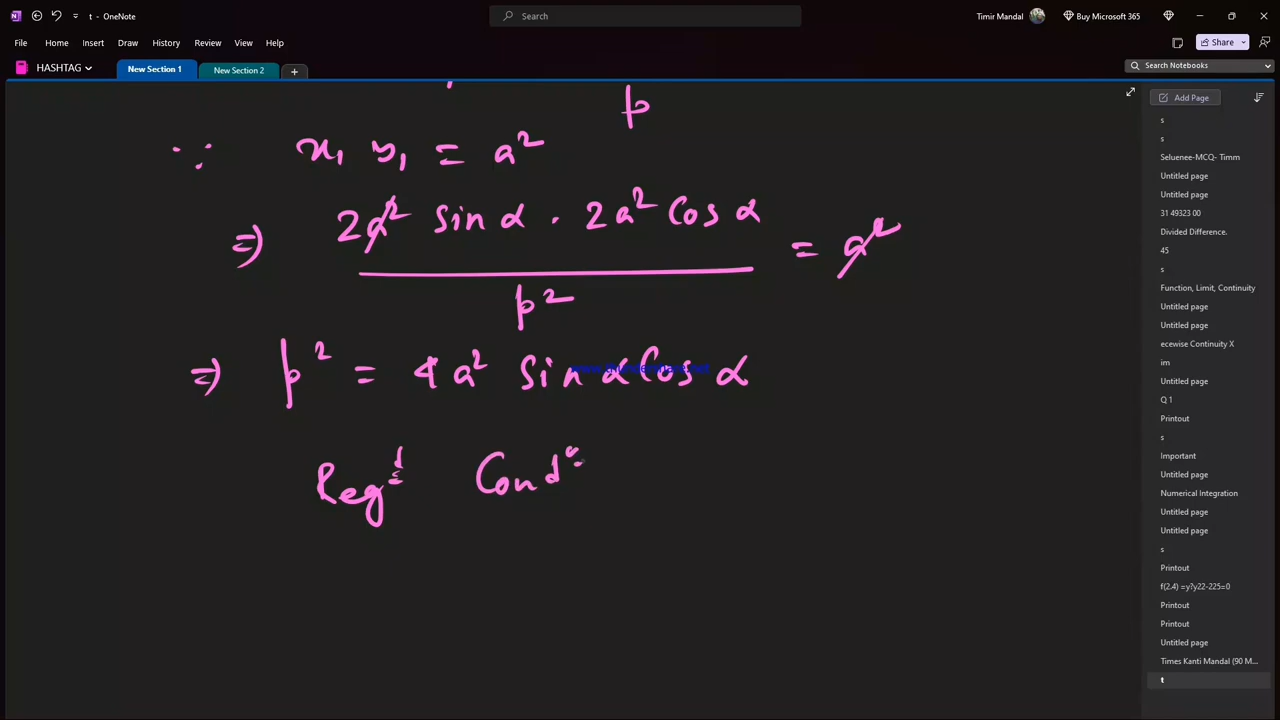 t - OneNote
Search
Timir Mandal
Buy Microsoft 365
File Home Insert Draw History Review View Help
Share
HASHTAG
New Section 1
New Section 2
+
Search Notebooks
Add Page
p
∵ x₁ y₁ = a²
⇒ 2a² Sin α . 2a² Cos α = a²
p²
⇒ p² = 4a² Sin α Cos α
Reqd Condn
s
s
Seluenee-MCQ- Timm
Untitled page
Untitled page
31 49323 00
Divided Difference.
45
s
Function, Limit, Continuity
Untitled page
Untitled page
ecewise Continuity X
im
Untitled page
Q 1
Printout
s
Important
Untitled page
Numerical Integration
Untitled page
Untitled page
s
Printout
f(2.4) =y?y22-225=0
Printout
Printout
Untitled page
Times Kanti Mandal (90 M...
t